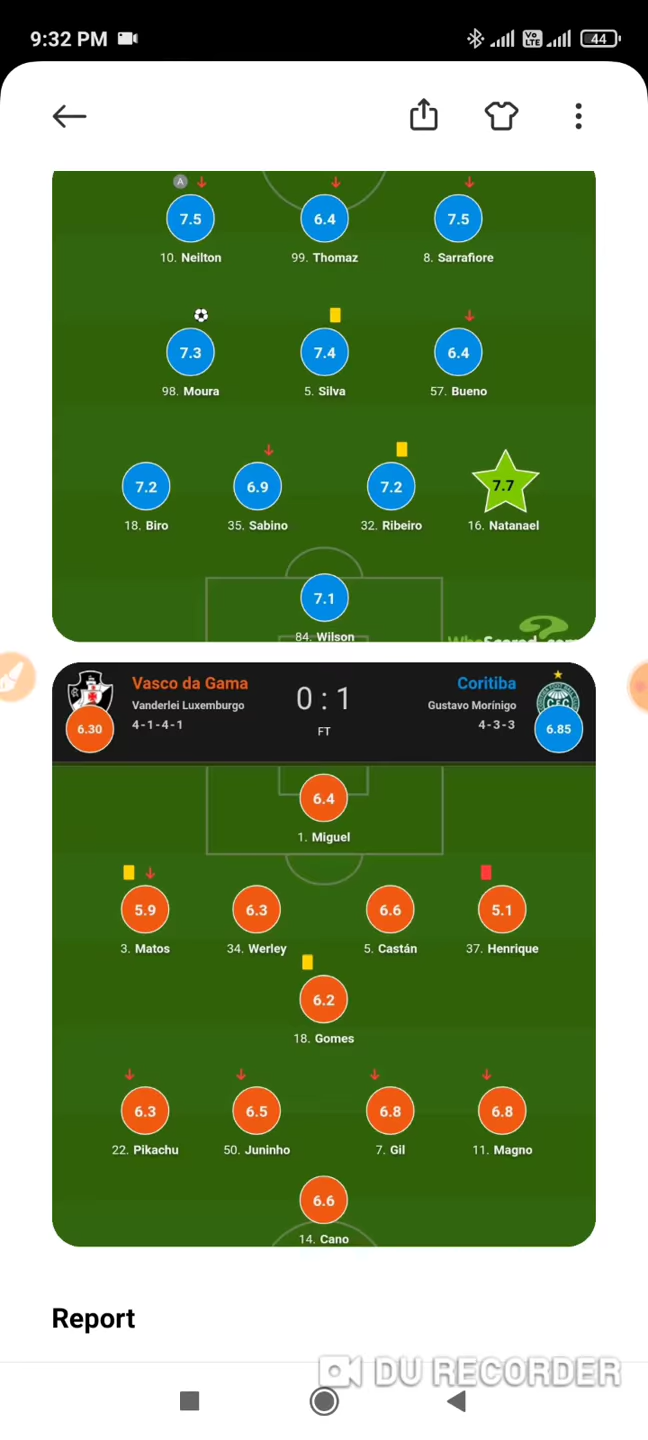 9:32 PM
Vo LTE
44
A
7.5 6.4 7.5
10. Neilton 99. Thomaz 8. Sarrafiore
7.3 7.4 6.4
98. Moura 5. Silva 57. Bueno
7.2 6.9 7.2 7.7
18. Biro 35. Sabino 32. Ribeiro 16. Natanael
7.1
84. Wilson
WhoScored.com
Vasco da Gama 0 : 1 Coritiba
Vanderlei Luxemburgo Gustavo Morínigo
6.30 4-1-4-1 FT 4-3-3 6.85
CFC
6.4
1. Miguel
5.9 6.3 6.6 5.1
3. Matos 34. Werley 5. Castán 37. Henrique
6.2
18. Gomes
6.3 6.5 6.8 6.8
22. Pikachu 50. Juninho 7. Gil 11. Magno
6.6
14. Cano
Report
DU RECORDER